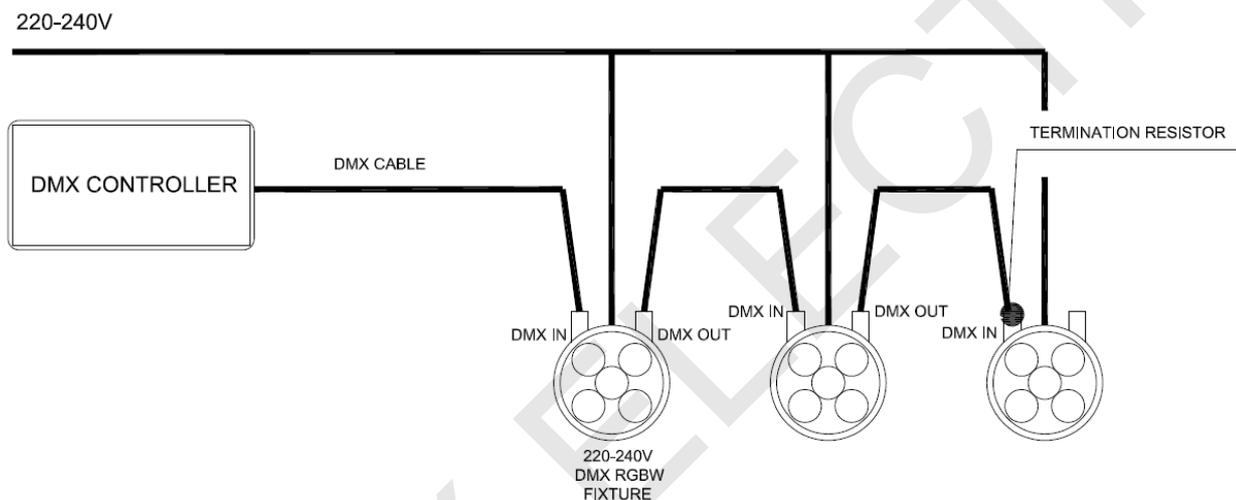 220-240V
TERMINATION RESISTOR
DMX CABLE
DMX CONTROLLER
DMX IN
DMX OUT
DMX IN
DMX OUT
DMX IN
220-240V
DMX RGBW
FIXTURE
ELECT